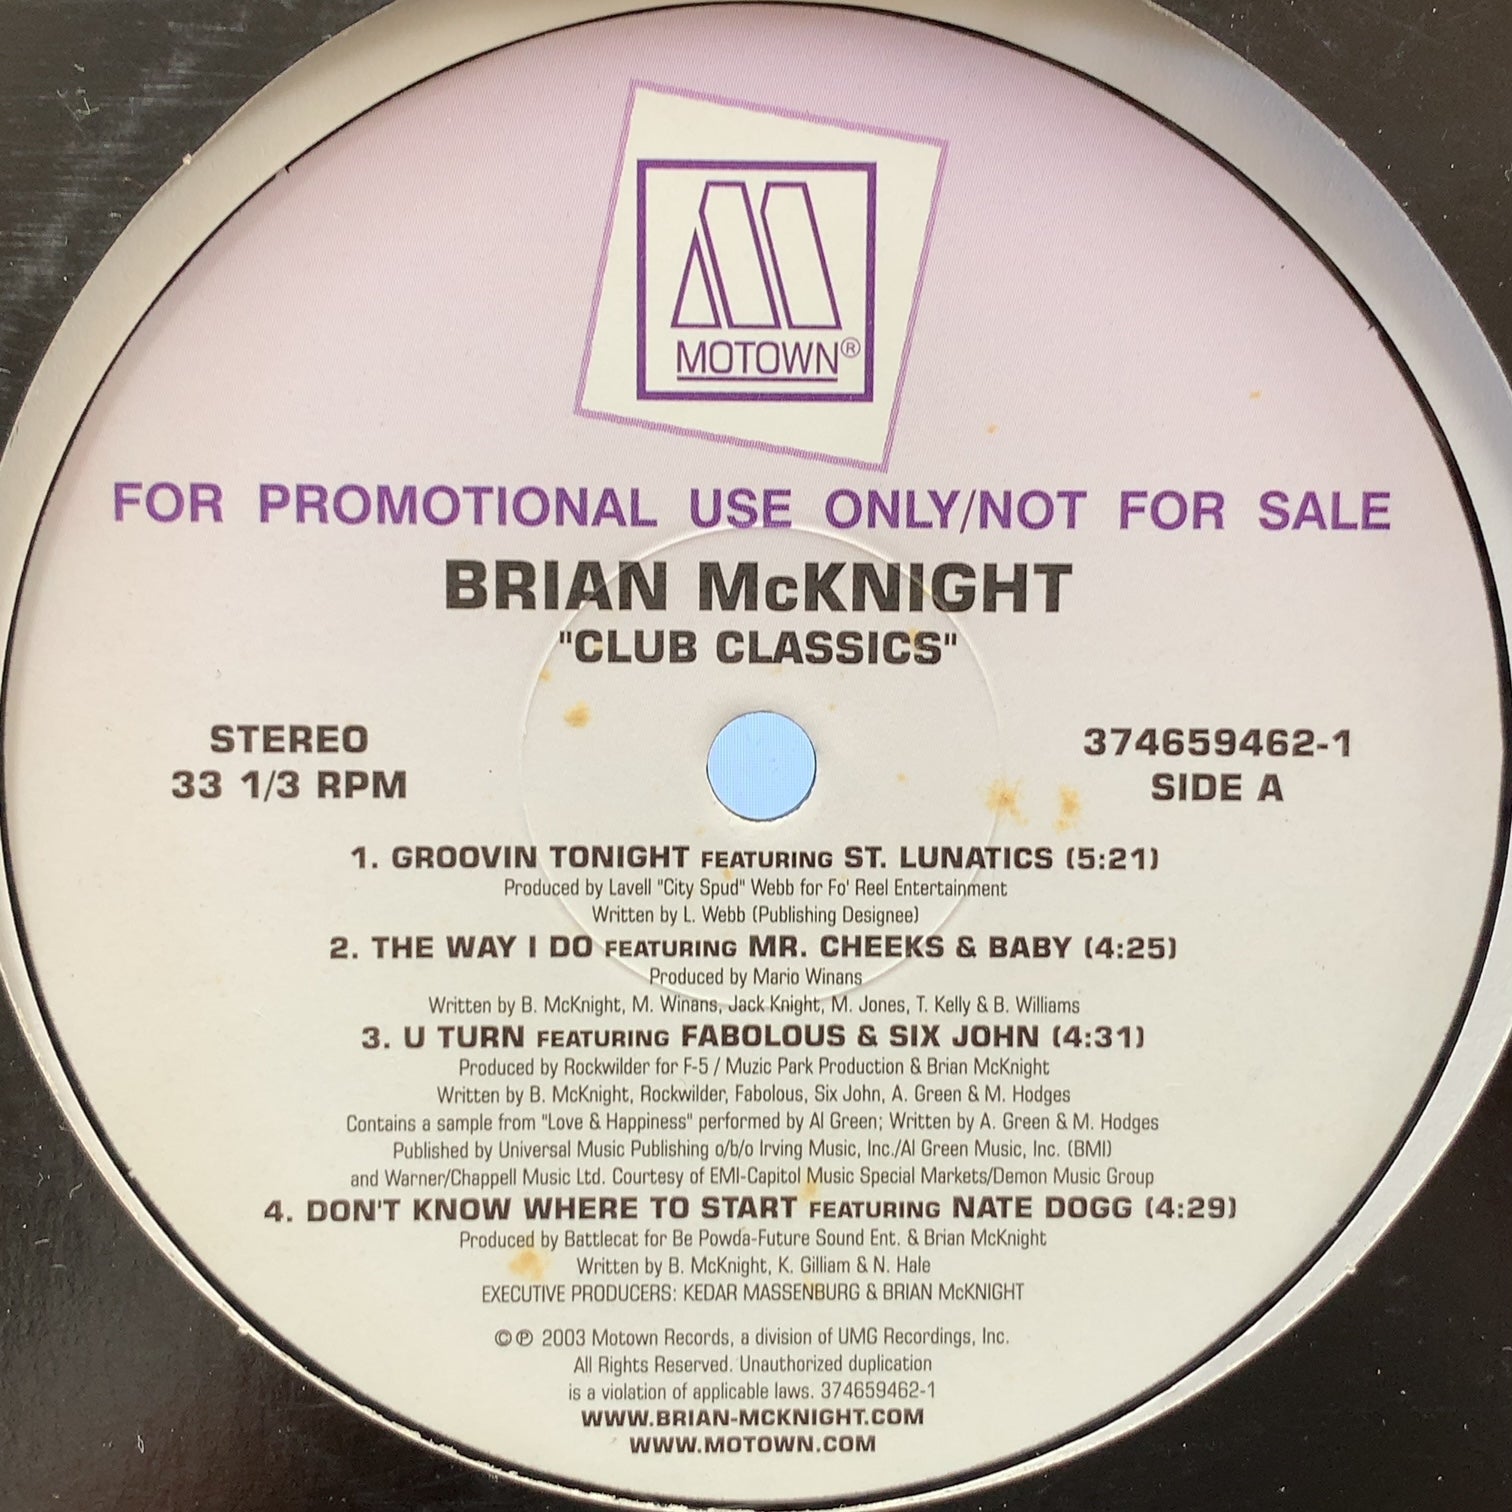 MOTOWN®
FOR PROMOTIONAL USE ONLY/NOT FOR SALE
BRIAN McKNIGHT
"CLUB CLASSICS"
STEREO
33 1/3 RPM
374659462-1
SIDE A
1. GROOVIN TONIGHT FEATURING ST. LUNATICS (5:21)
Produced by Lavell "City Spud" Webb for Fo' Reel Entertainment
Written by L. Webb (Publishing Designee)
2. THE WAY I DO FEATURING MR. CHEEKS & BABY (4:25)
Produced by Mario Winans
Written by B. McKnight, M. Winans, Jack Knight, M. Jones, T. Kelly & B. Williams
3. U TURN FEATURING FABOLOUS & SIX JOHN (4:31)
Produced by Rockwilder for F-5 / Muzic Park Production & Brian McKnight
Written by B. McKnight, Rockwilder, Fabolous, Six John, A. Green & M. Hodges
Contains a sample from "Love & Happiness" performed by Al Green; Written by A. Green & M. Hodges
Published by Universal Music Publishing o/b/o Irving Music, Inc./Al Green Music, Inc. (BMI)
and Warner/Chappell Music Ltd. Courtesy of EMI-Capitol Music Special Markets/Demon Music Group
4. DON'T KNOW WHERE TO START FEATURING NATE DOGG (4:29)
Produced by Battlecat for Be Powda-Future Sound Ent. & Brian McKnight
Written by B. McKnight, K. Gilliam & N. Hale
EXECUTIVE PRODUCERS: KEDAR MASSENBURG & BRIAN McKNIGHT
©℗ 2003 Motown Records, a division of UMG Recordings, Inc.
All Rights Reserved. Unauthorized duplication
is a violation of applicable laws. 374659462-1
WWW.BRIAN-MCKNIGHT.COM
WWW.MOTOWN.COM